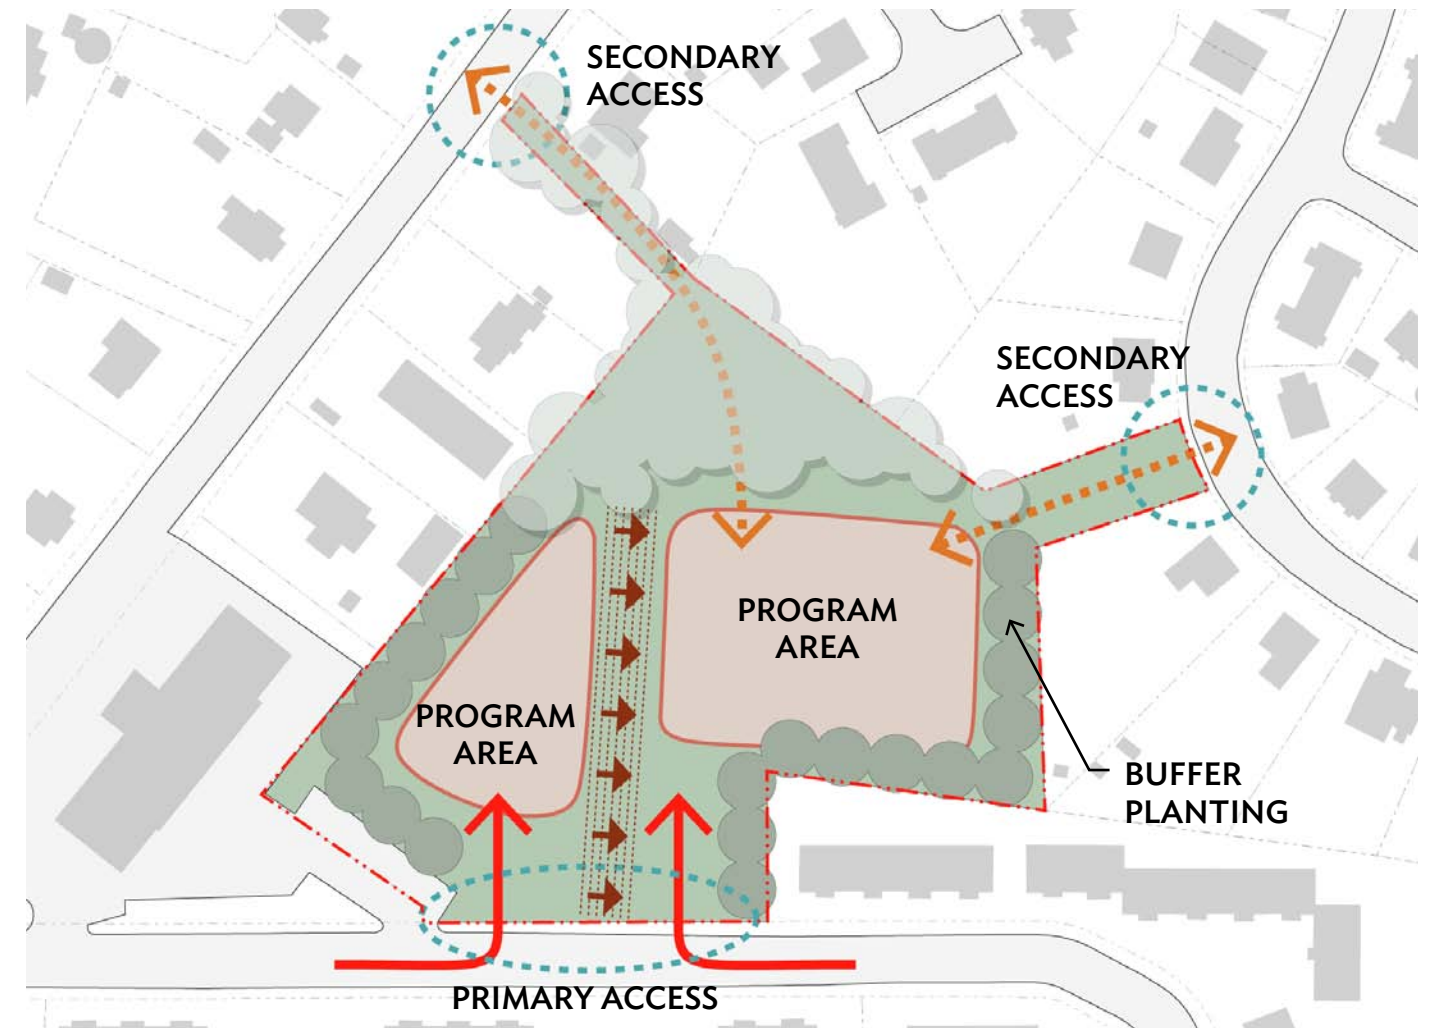 SECONDARY
ACCESS
SECONDARY
ACCESS
PROGRAM
AREA
PROGRAM
AREA
BUFFER
PLANTING
PRIMARY ACCESS